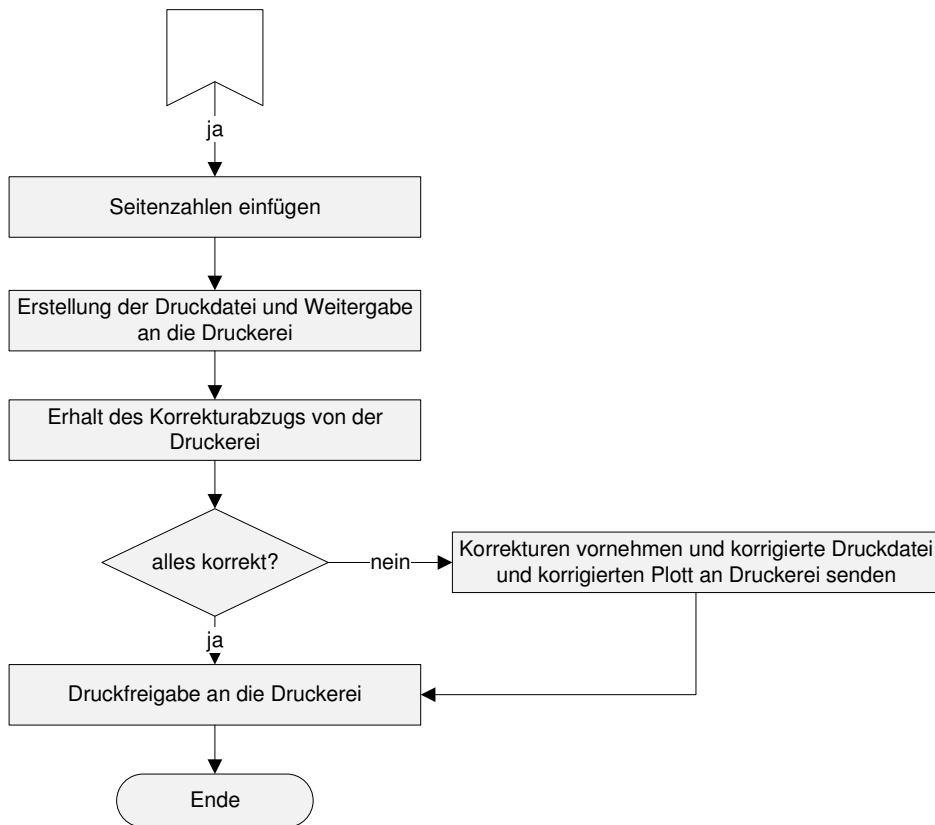 ja
Seitenzahlen einfügen
Erstellung der Druckdatei und Weitergabe
an die Druckerei
Erhalt des Korrekturabzugs von der
Druckerei
alles korrekt?
nein
Korrekturen vornehmen und korrigierte Druckdatei
und korrigierten Plott an Druckerei senden
ja
Druckfreigabe an die Druckerei
Ende